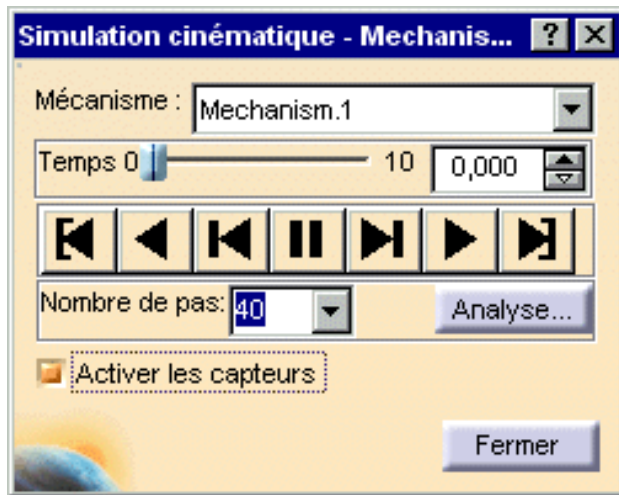 Simulation cinématique - Mechanis... ?
Mécanisme : Mechanism.1
Temps 0 10 0,000
Nombre de pas: 40 Analyse...
Activer les capteurs
Fermer